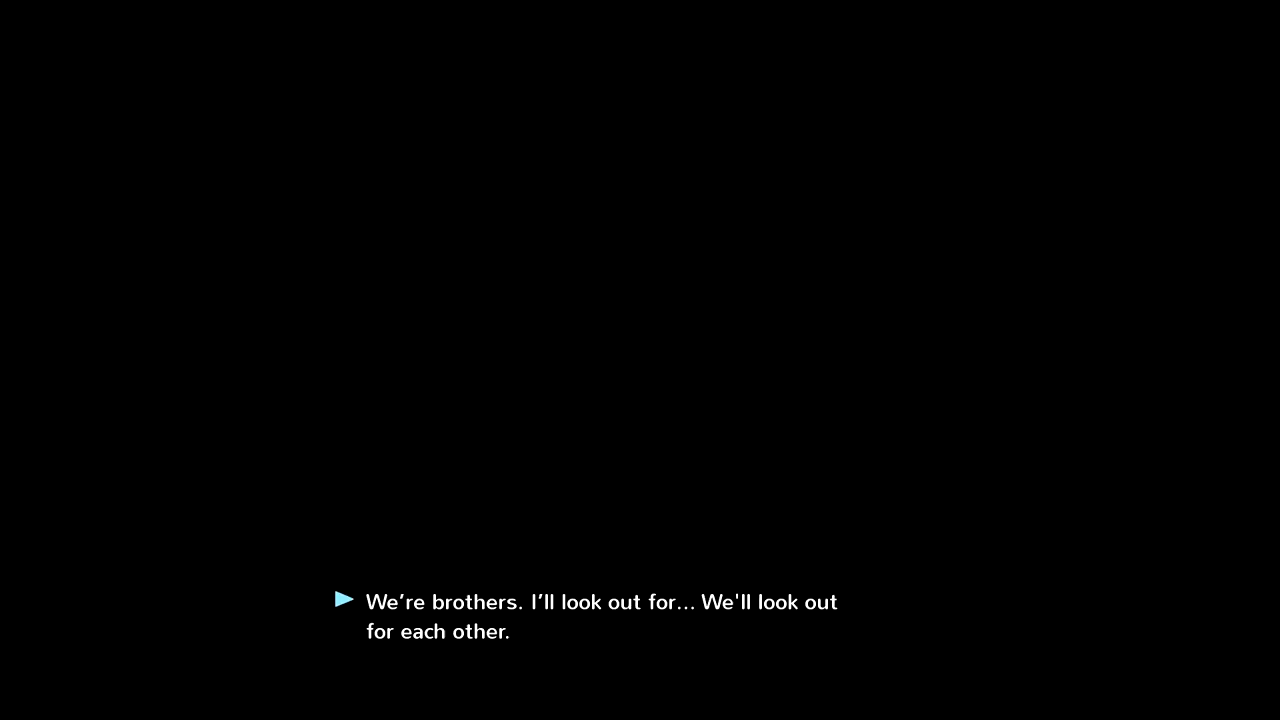 We’re brothers. I’ll look out for... We'll look out
for each other.